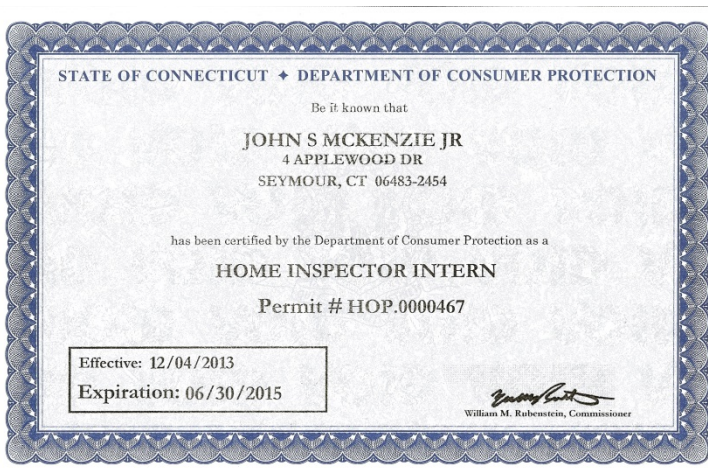 STATE OF CONNECTICUT ✦ DEPARTMENT OF CONSUMER PROTECTION
Be it known that
JOHN S MCKENZIE JR
4 APPLEWOOD DR
SEYMOUR, CT 06483-2454
has been certified by the Department of Consumer Protection as a
HOME INSPECTOR INTERN
Permit # HOP.0000467
Effective: 12/04/2013
Expiration: 06/30/2015
William M. Rubenstein, Commissioner